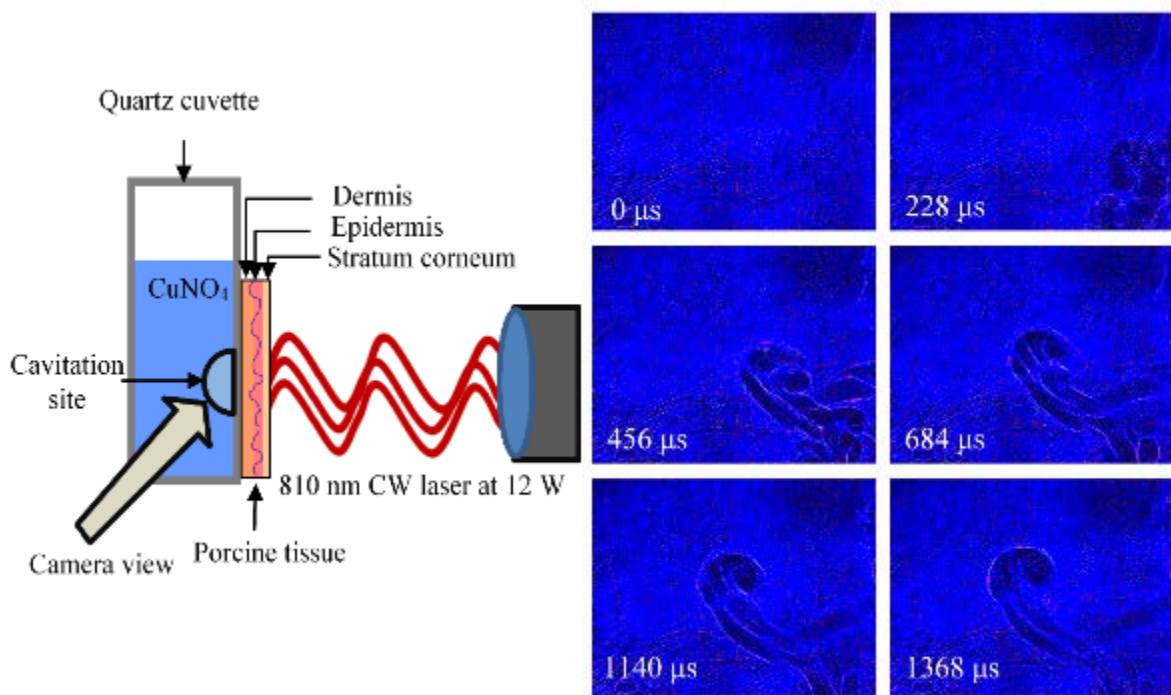 Quartz cuvette
Dermis
Epidermis
Stratum corneum
CuNO₄
Cavitation
site
810 nm CW laser at 12 W
Camera view
Porcine tissue
0 μs
228 μs
456 μs
684 μs
1140 μs
1368 μs